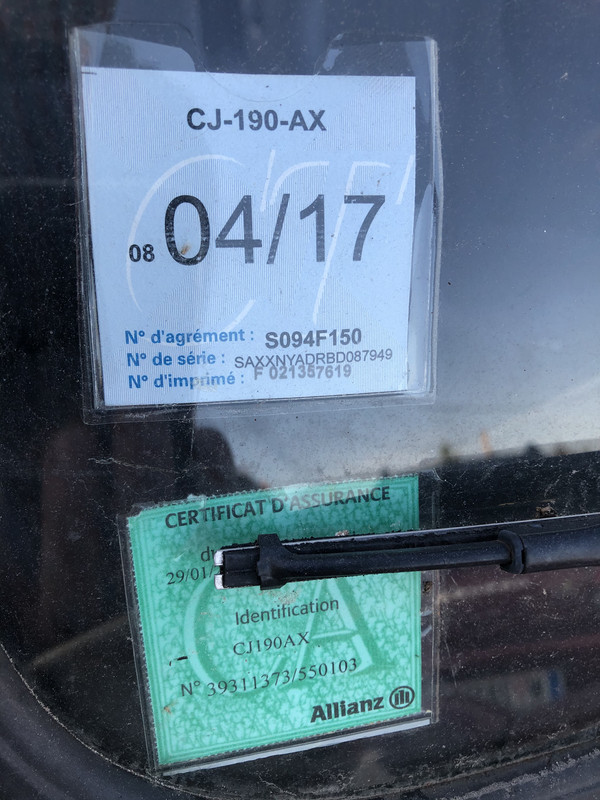 CJ-190-AX
CT
08 04/17
N° d'agrément : S094F150
N° de série : SAXXNYADRBD087949
N° d'imprimé : F 021357619
CERTIFICAT D'ASSURANCE
29/01/
Identification
CJ190AX
N° 39311373/550103
Allianz